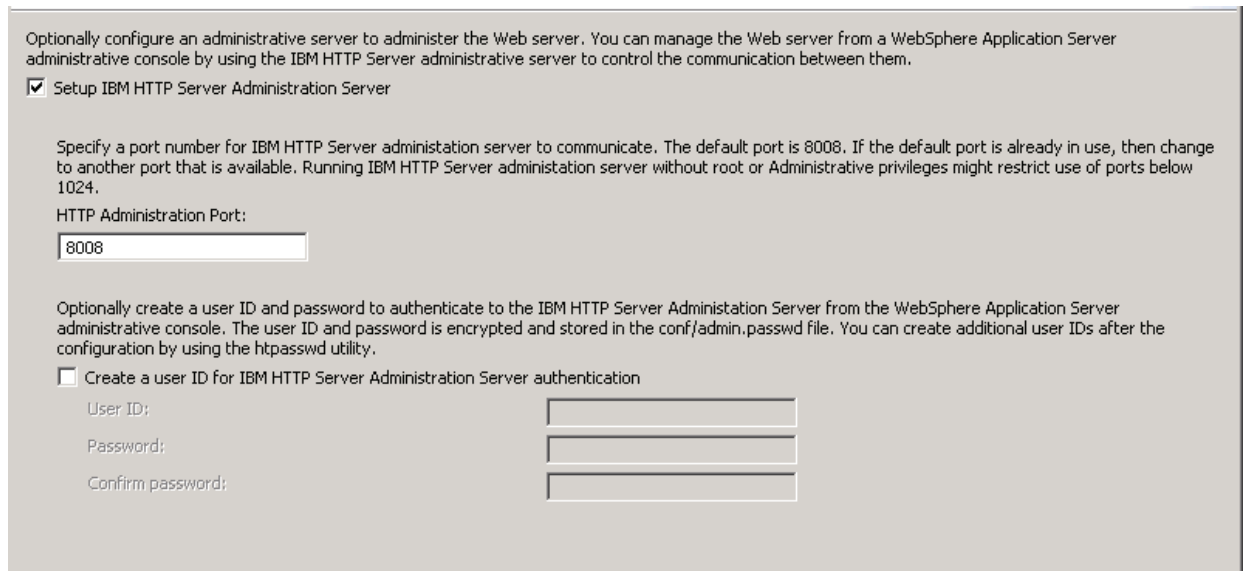 Optionally configure an administrative server to administer the Web server. You can manage the Web server from a WebSphere Application Server
administrative console by using the IBM HTTP Server administrative server to control the communication between them.
Setup IBM HTTP Server Administration Server
Specify a port number for IBM HTTP Server administation server to communicate. The default port is 8008. If the default port is already in use, then change
to another port that is available. Running IBM HTTP Server administation server without root or Administrative privileges might restrict use of ports below
1024.
HTTP Administration Port:
8008
Optionally create a user ID and password to authenticate to the IBM HTTP Server Administation Server from the WebSphere Application Server
administrative console. The user ID and password is encrypted and stored in the conf/admin.passwd file. You can create additional user IDs after the
configuration by using the htpasswd utility.
Create a user ID for IBM HTTP Server Administration Server authentication
User ID:
Password:
Confirm password: